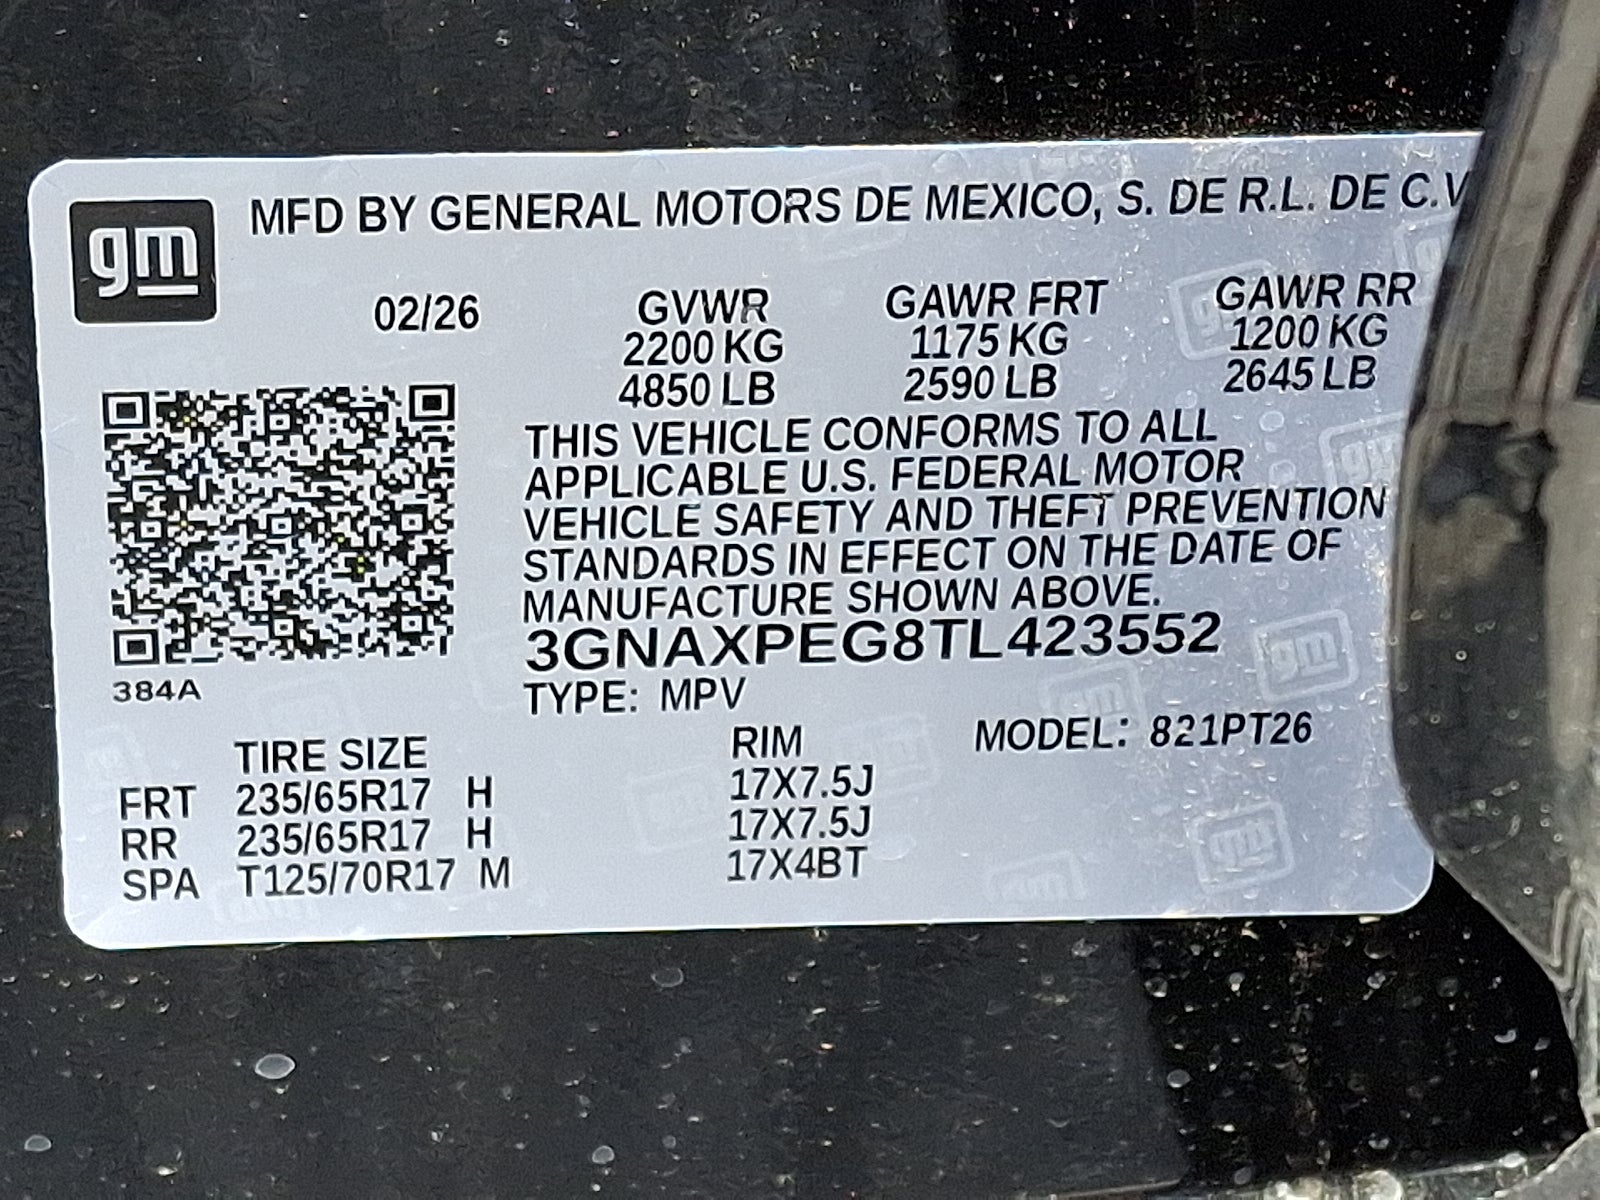 gm
MFD BY GENERAL MOTORS DE MEXICO, S. DE R.L. DE C.V
02/26 GVWR GAWR FRT GAWR RR
2200 KG 1175 KG 1200 KG
4850 LB 2590 LB 2645 LB
THIS VEHICLE CONFORMS TO ALL
APPLICABLE U.S. FEDERAL MOTOR
VEHICLE SAFETY AND THEFT PREVENTION
STANDARDS IN EFFECT ON THE DATE OF
MANUFACTURE SHOWN ABOVE.
3GNAXPEG8TL423552
384A
TYPE: MPV
MODEL: 821PT26
TIRE SIZE RIM
FRT 235/65R17 H 17X7.5J
RR 235/65R17 H 17X7.5J
SPA T125/70R17 M 17X4BT